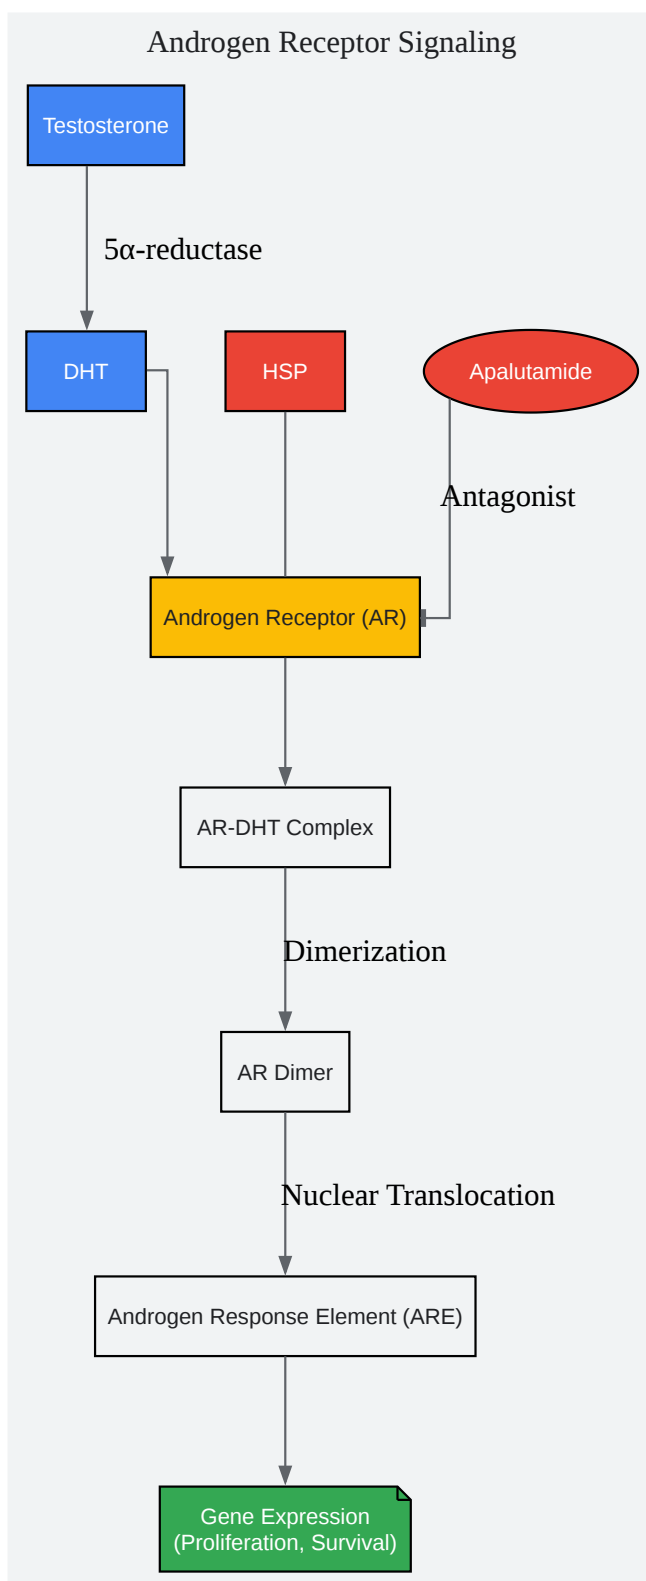 Androgen Receptor Signaling
Testosterone
5α-reductase
DHT
HSP
Apalutamide
Antagonist
Androgen Receptor (AR)
AR-DHT Complex
Dimerization
AR Dimer
Nuclear Translocation
Androgen Response Element (ARE)
Gene Expression
(Proliferation, Survival)